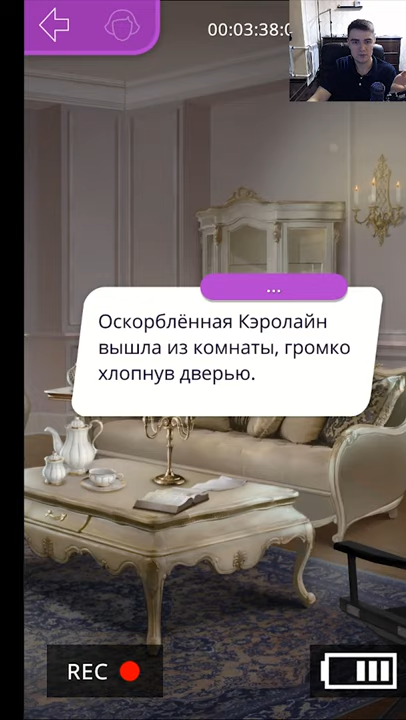 00:03:38:0
...
Оскорблённая Кэролайн
вышла из комнаты, громко
хлопнув дверью.
REC